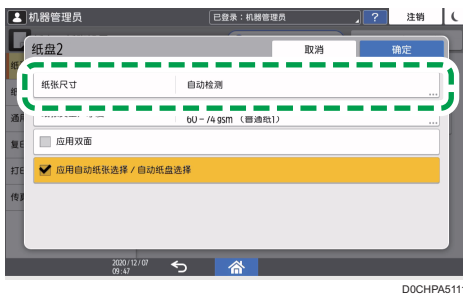 机器管理员
已登录：机器管理员
?
注销
纸盘2
取消
确定
纸张尺寸
自动检测
...
60 – 74 gsm （普通纸1）
...
应用双面
应用自动纸张选择 / 自动纸盘选择
2020 / 12 / 07
09 : 47
D0CHPA511